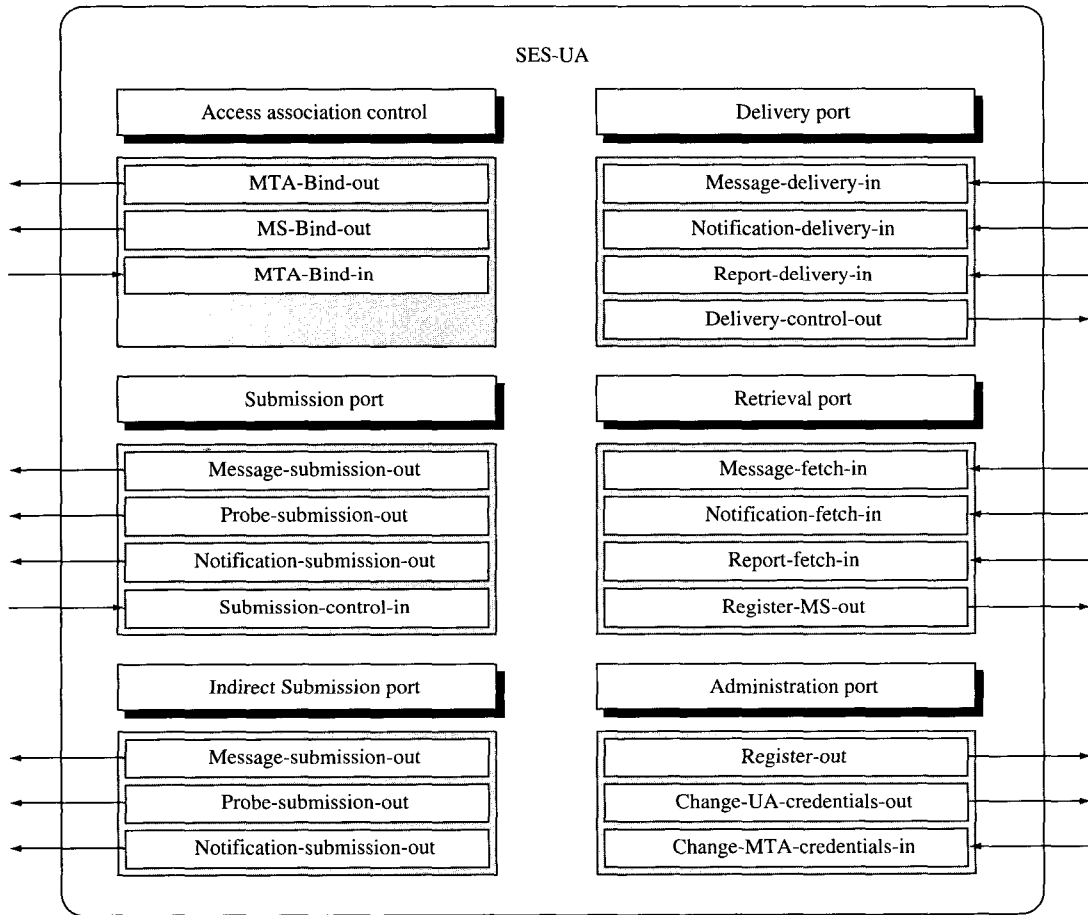 SES-UA
Access association control
MTA-Bind-out
MS-Bind-out
MTA-Bind-in
Delivery port
Message-delivery-in
Notification-delivery-in
Report-delivery-in
Delivery-control-out
Submission port
Message-submission-out
Probe-submission-out
Notification-submission-out
Submission-control-in
Retrieval port
Message-fetch-in
Notification-fetch-in
Report-fetch-in
Register-MS-out
Indirect Submission port
Message-submission-out
Probe-submission-out
Notification-submission-out
Administration port
Register-out
Change-UA-credentials-out
Change-MTA-credentials-in